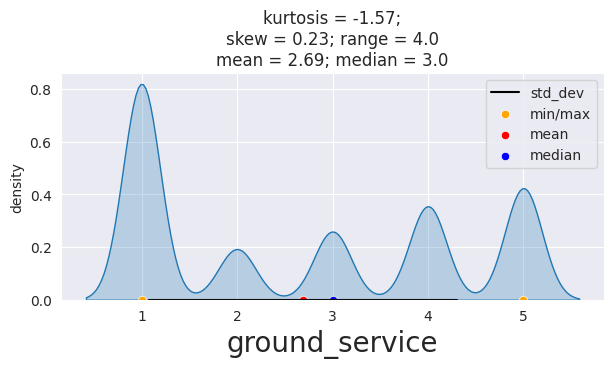 kurtosis = -1.57;
skew = 0.23; range = 4.0
mean = 2.69; median = 3.0
std_dev
min/max
mean
median
density
0.8
0.6
0.4
0.2
0.0
1 2 3 4 5
ground_service